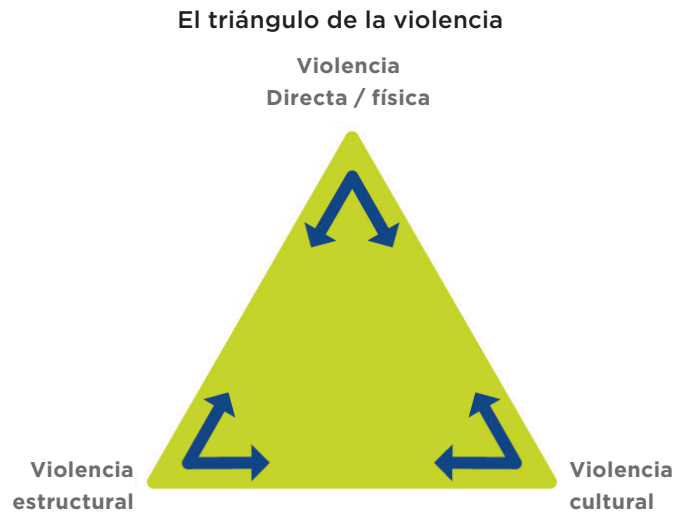 El triángulo de la violencia
Violencia
Directa / física
Violencia
estructural
Violencia
cultural